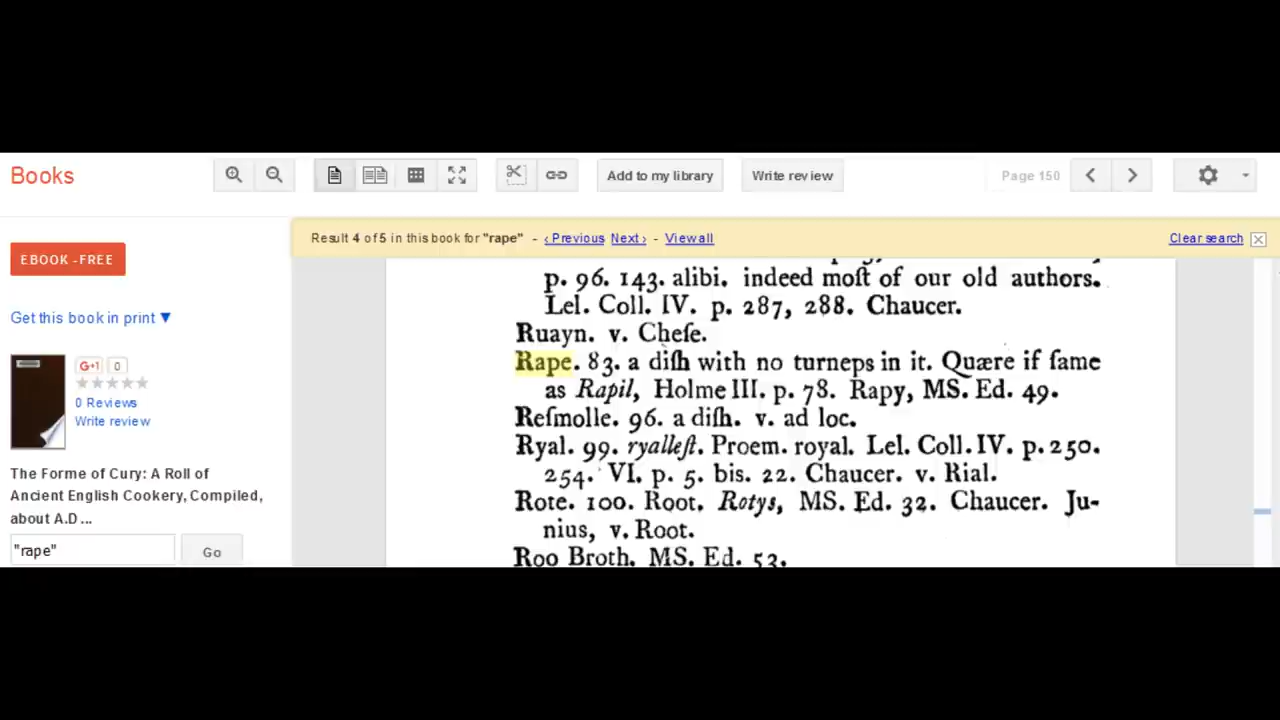 Books
Add to my library
Write review
Page 150
EBOOK -FREE
Get this book in print ▼
G+1 0
0 Reviews
Write review
The Forme of Cury: A Roll of
Ancient English Cookery, Compiled,
about A.D ...
"rape"
Go
Result 4 of 5 in this book for "rape" - ‹ Previous Next › - View all
Clear search
p. 96. 143. alibi. indeed moſt of our old authors.
Lel. Coll. IV. p. 287, 288. Chaucer.
Ruayn. v. Cheſe.
Rape. 83. a diſh with no turneps in it. Quære if ſame
as Rapil, Holme III. p. 78. Rapy, MS. Ed. 49.
Reſmolle. 96. a diſh. v. ad loc.
Ryal. 99. ryalleſt. Proem. royal. Lel. Coll. IV. p. 250.
254. VI. p. 5. bis. 22. Chaucer. v. Rial.
Rote. 100. Root. Rotys, MS. Ed. 32. Chaucer. Ju-
nius, v. Root.
Roo Broth. MS. Ed. 53.